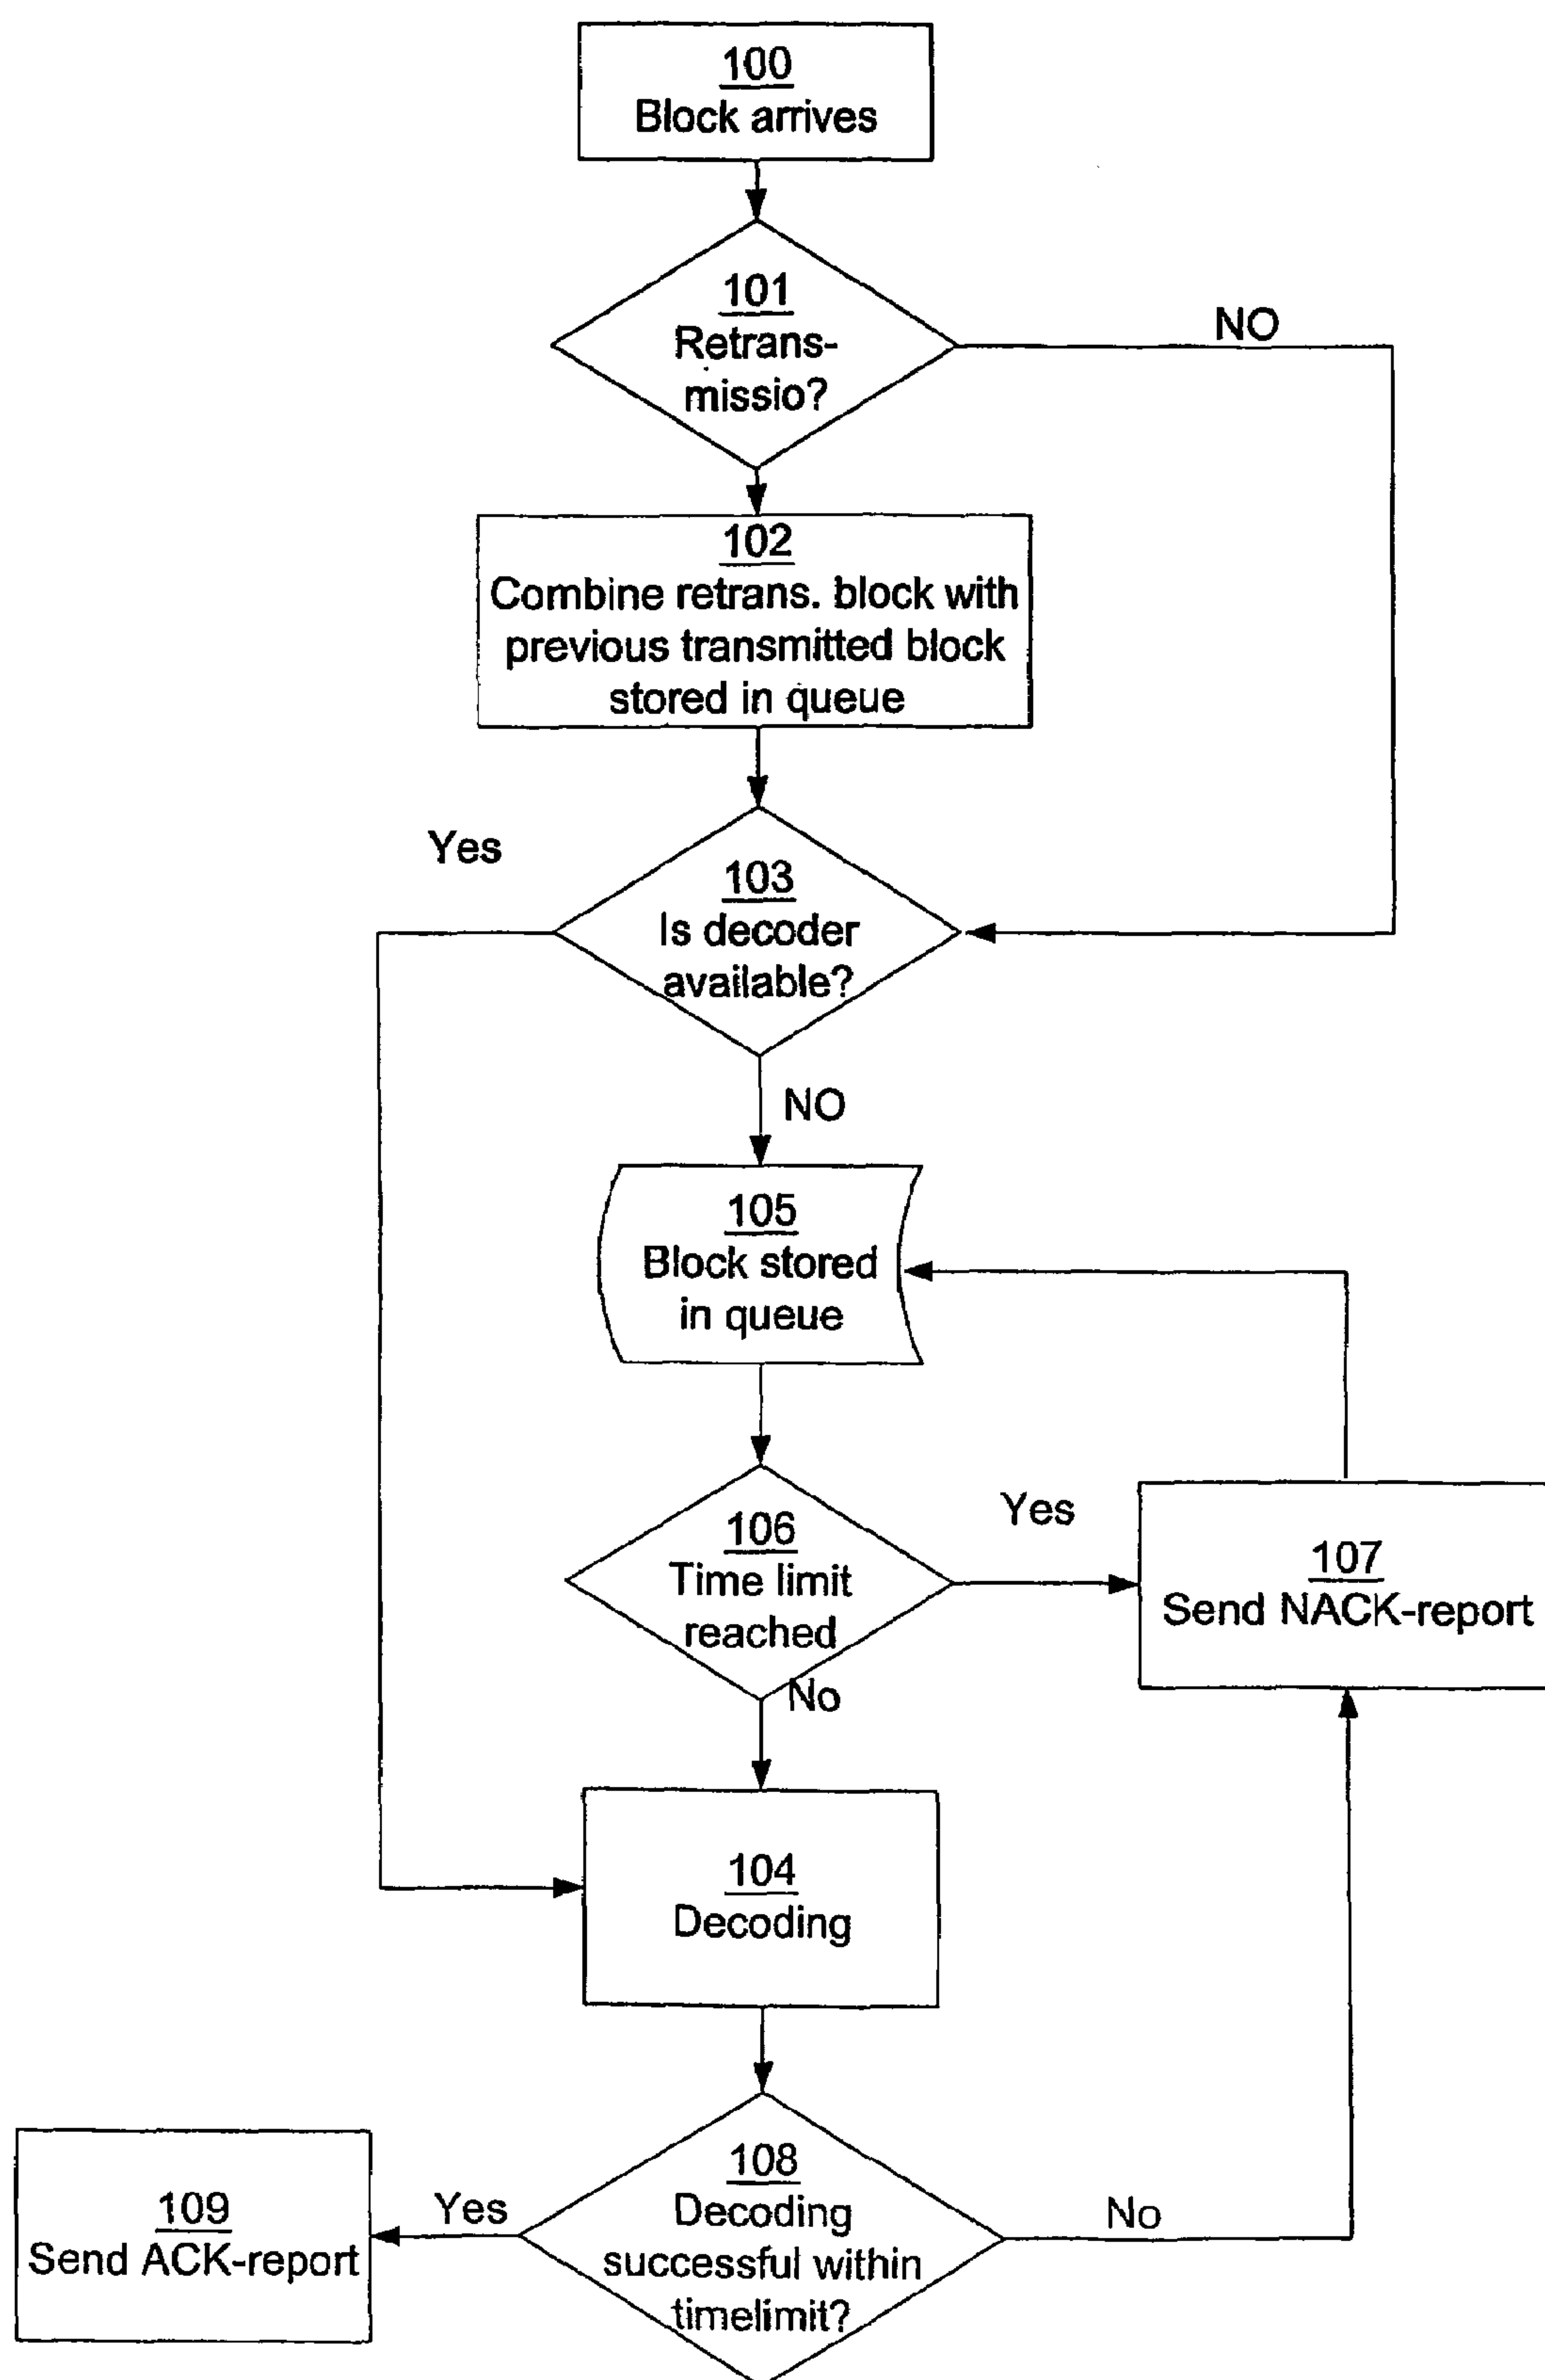 100
Block arrives
101
Retrans-
missio?
NO
102
Combine retrans. block with
previous transmitted block
stored in queue
Yes
103
Is decoder
available?
NO
105
Block stored
in queue
106
Time limit
reached
Yes
107
Send NACK-report
No
104
Decoding
108
Decoding
successful within
timelimit?
Yes
No
109
Send ACK-report